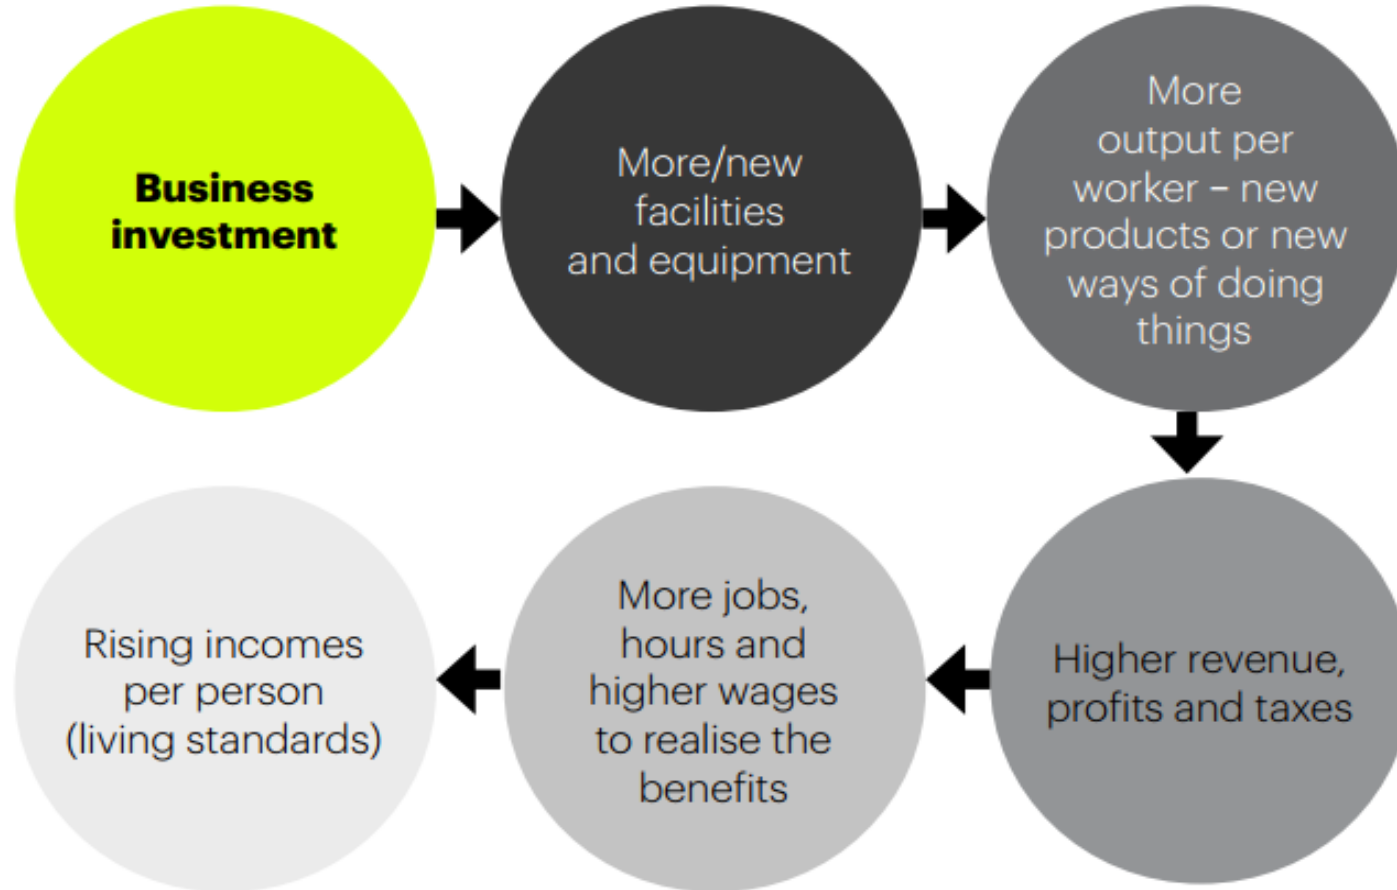 Business
investment
More/new
facilities
and equipment
More
output per
worker – new
products or new
ways of doing
things
Higher revenue,
profits and taxes
More jobs,
hours and
higher wages
to realise the
benefits
Rising incomes
per person
(living standards)